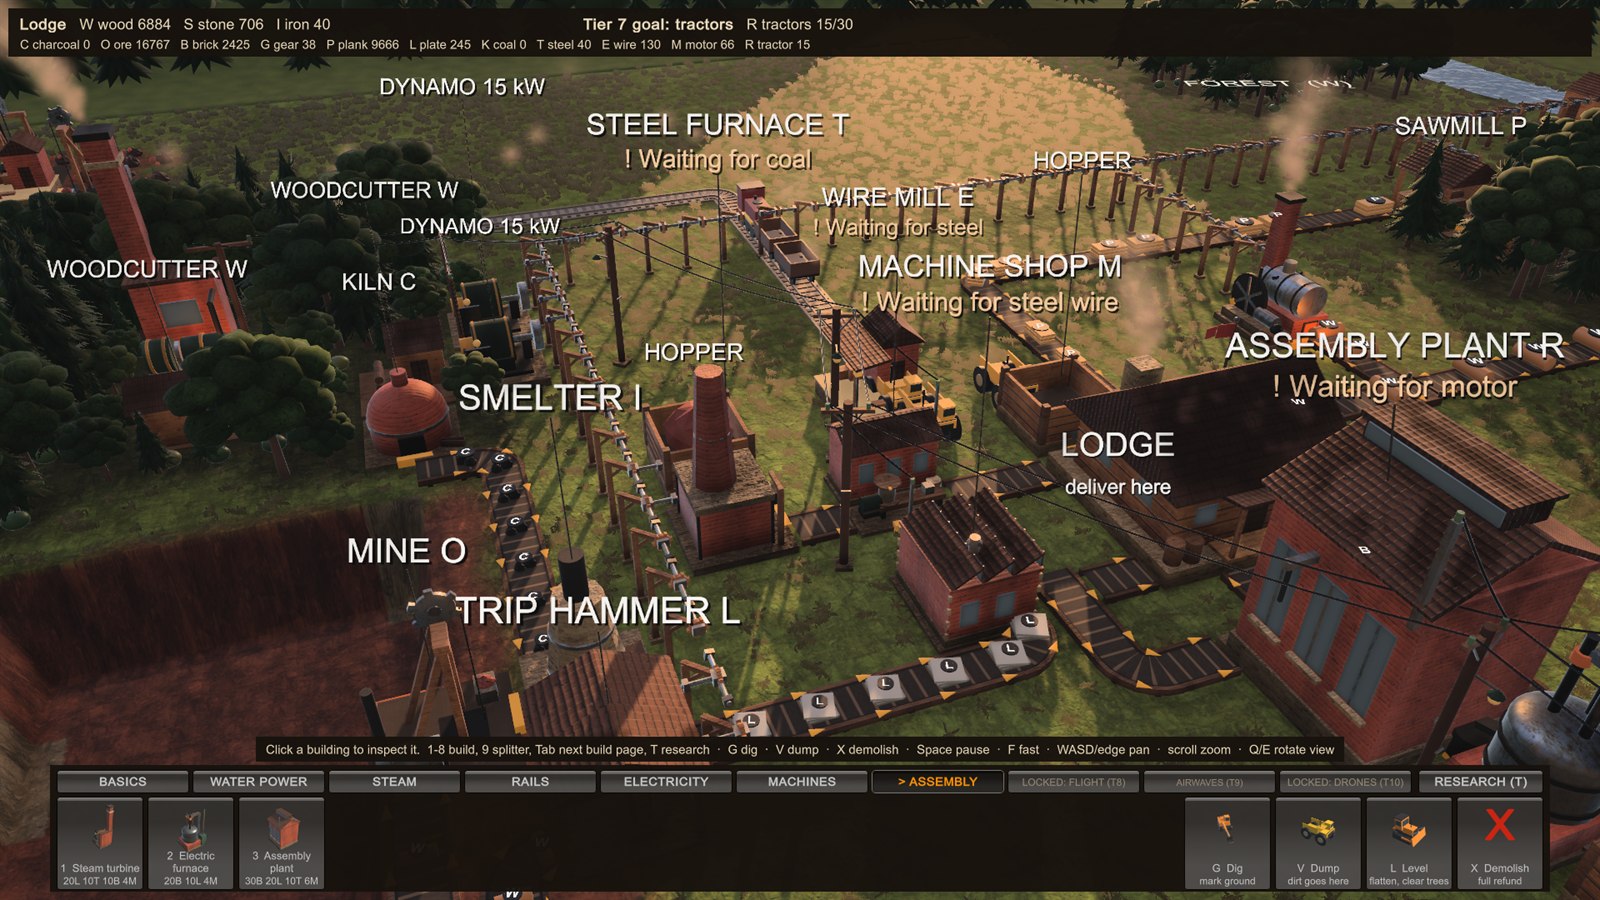 Lodge W wood 6884 S stone 706 I iron 40
Tier 7 goal: tractors R tractors 15/30
C charcoal 0 O ore 16767 B brick 2425 G gear 38 P plank 9666 L plate 245 K coal 0 T steel 40 E wire 130 M motor 66 R tractor 15
DYNAMO 15 kW
FOREST (W)
STEEL FURNACE T
! Waiting for coal
SAWMILL P
HOPPER
WOODCUTTER W
WIRE MILL E
! Waiting for steel
DYNAMO 15 kW
WOODCUTTER W
KILN C
MACHINE SHOP M
! Waiting for steel wire
HOPPER
ASSEMBLY PLANT R
! Waiting for motor
SMELTER I
LODGE
deliver here
MINE O
TRIP HAMMER L
Click a building to inspect it. 1-8 build, 9 splitter, Tab next build page, T research · G dig · V dump · X demolish · Space pause · F fast · WASD/edge pan · scroll zoom · Q/E rotate view
BASICS
WATER POWER
STEAM
RAILS
ELECTRICITY
MACHINES
> ASSEMBLY
LOCKED: FLIGHT (T8)
AIRWAVES (T9)
LOCKED: DRONES (T10)
RESEARCH (T)
1 Steam turbine
20L 10T 10B 4M
2 Electric furnace
20B 10L 4M
3 Assembly plant
30B 20L 10T 6M
G Dig
mark ground
V Dump
dirt goes here
L Level
flatten, clear trees
X Demolish
full refund